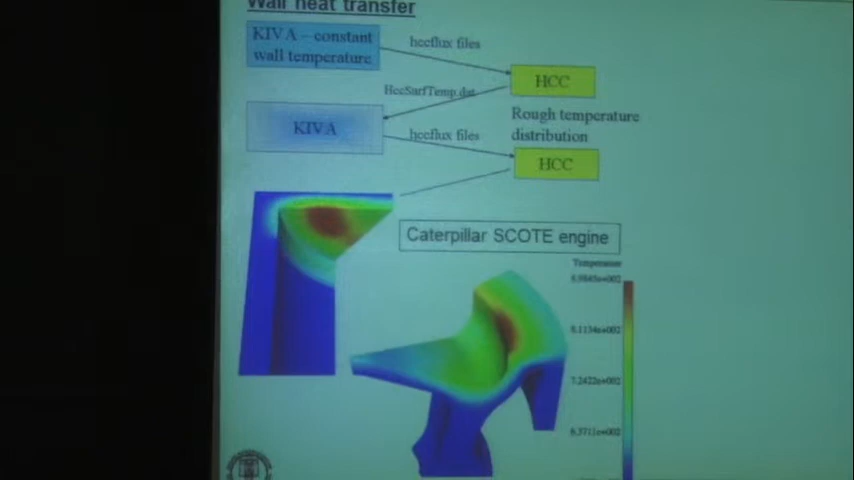 Wall heat transfer
KIVA – constant
wall temperature
hccflux files
HCC
HccSurfTemp.dat
KIVA
Rough temperature
distribution
hccflux files
HCC
Caterpillar SCOTE engine
Temperature
8.1134e+002
7.2422e+002
6.3711e+002